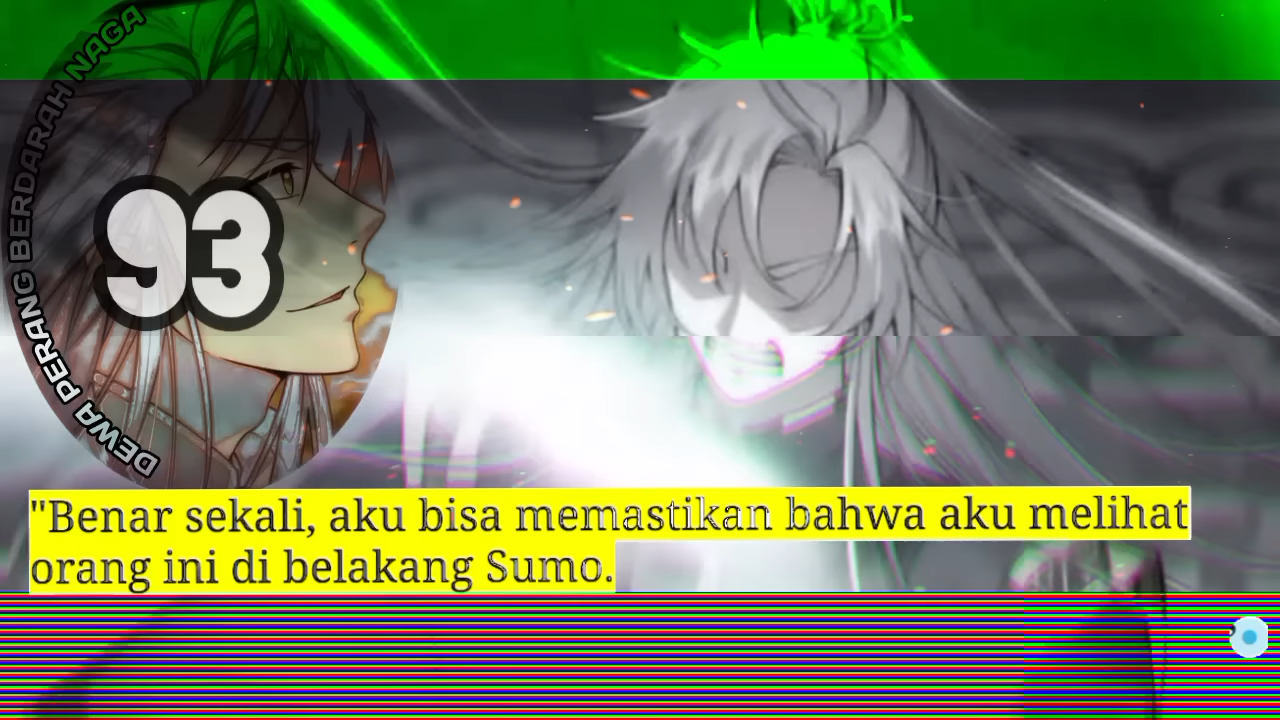 DEWA PERANG BERDARAH NAGA
93
"Benar sekali, aku bisa memastikan bahwa aku melihat
orang ini di belakang Sumo.